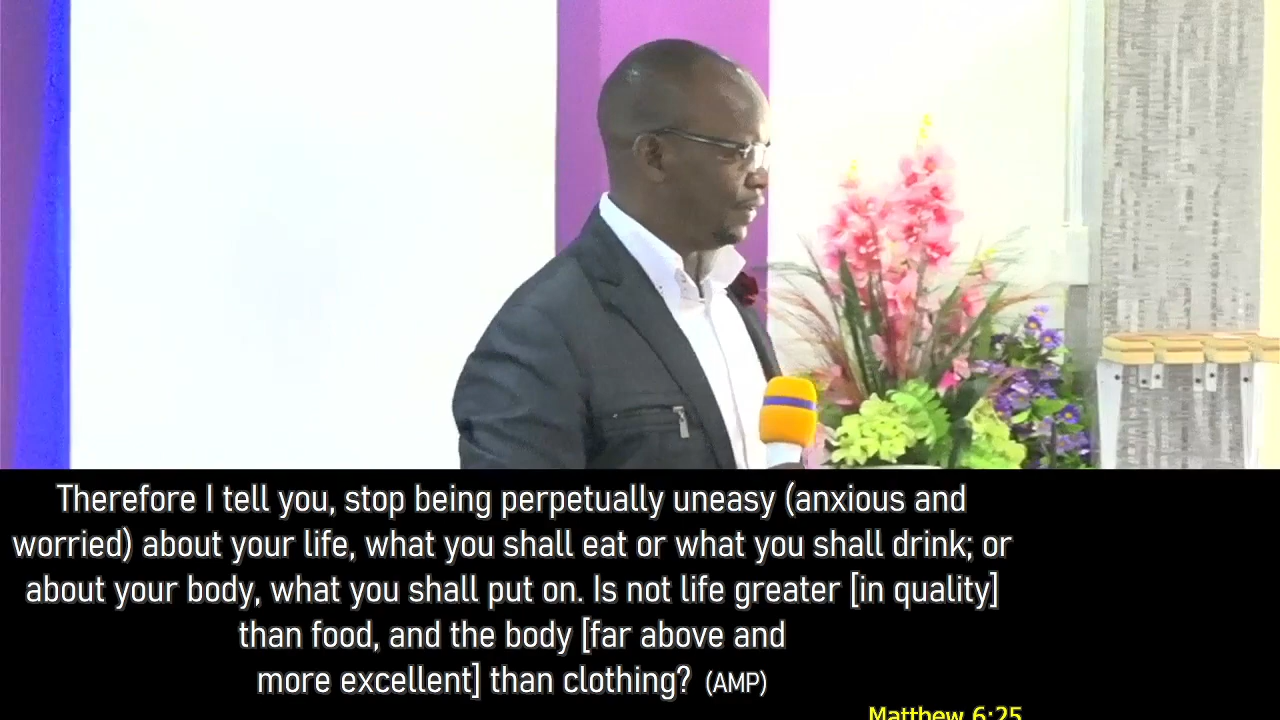 Therefore I tell you, stop being perpetually uneasy (anxious and
worried) about your life, what you shall eat or what you shall drink; or
about your body, what you shall put on. Is not life greater [in quality]
than food, and the body [far above and
more excellent] than clothing? (AMP)
Matthew 6:25